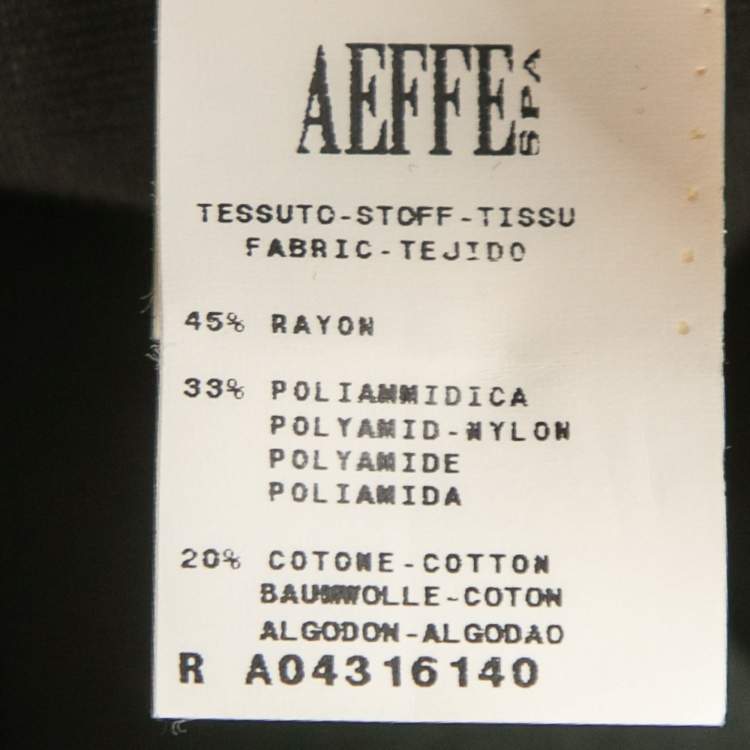 AEFFE SPA
TESSUTO-STOFF-TISSU
FABRIC-TEJIDO
45% RAYON
33% POLIAMMIDICA
POLYAMID-NYLON
POLYAMIDE
POLIAMIDA
20% COTONE-COTTON
BAUMWOLLE-COTON
ALGODON-ALGODAO
R A04316140